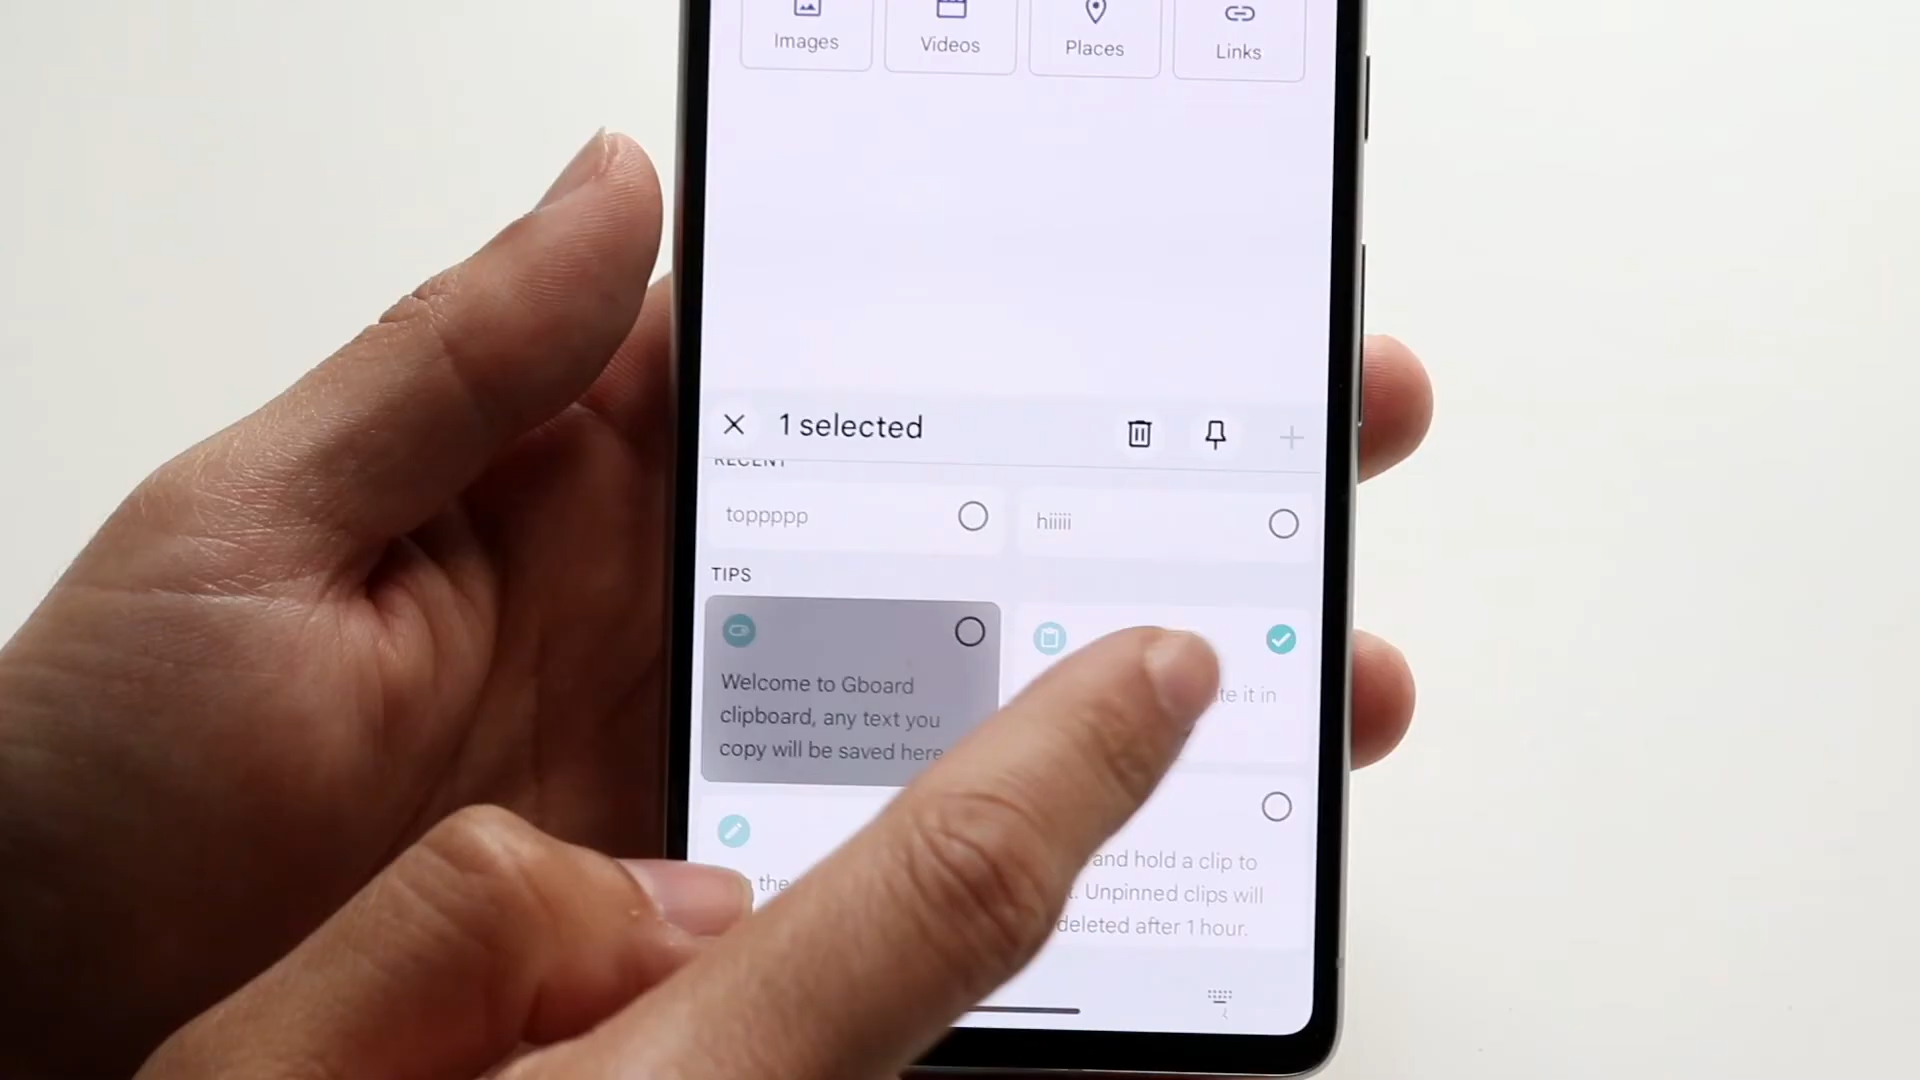 Images Videos Places Links
1 selected
RECENT
toppppp
hiiiii
TIPS
Welcome to Gboard
clipboard, any text you
copy will be saved here
it in
the
and hold a clip to
Unpinned clips will
deleted after 1 hour.